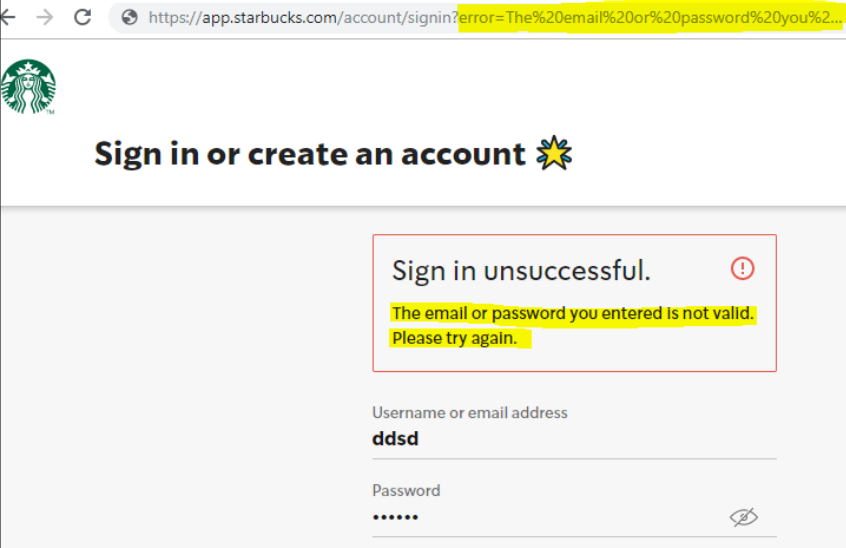 https://app.starbucks.com/account/signin?error=The%20email%20or%20password%20you%2...
TM
Sign in or create an account
Sign in unsuccessful.
The email or password you entered is not valid.
Please try again.
Username or email address
ddsd
Password
••••••